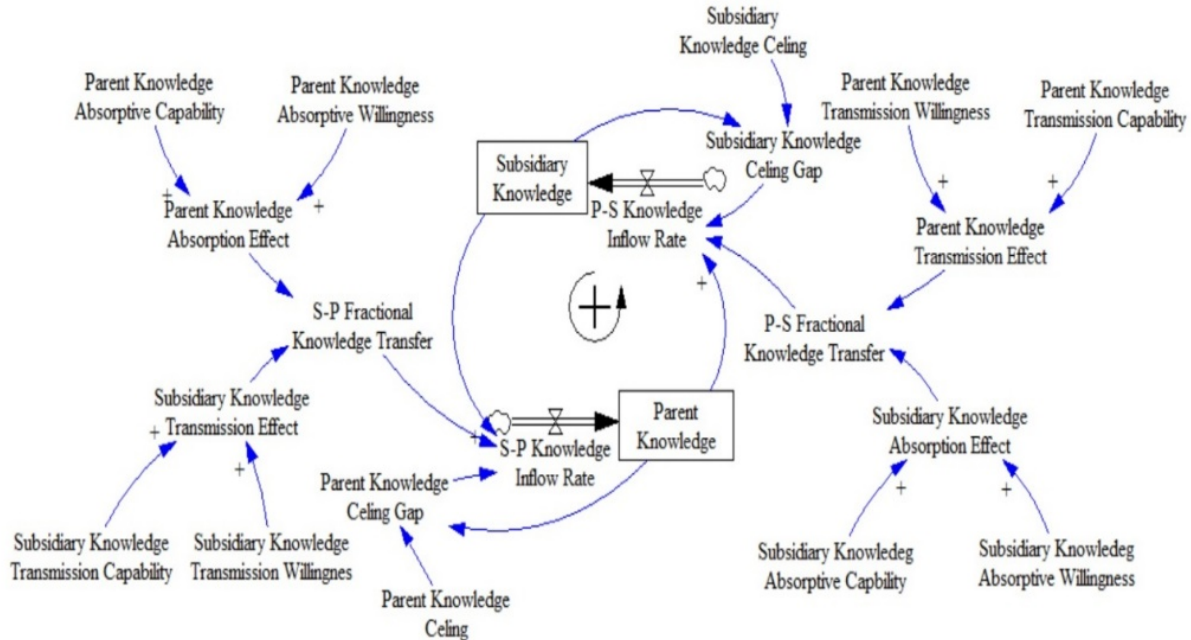 Subsidiary
Knowledge Celing
Parent Knowledge
Absorptive Capability
Parent Knowledge
Absorptive Willingness
Parent Knowledge
Transmission Willingness
Parent Knowledge
Transmission Capability
Subsidiary
Knowledge
Subsidiary Knowledge
Celing Gap
+
+
+
+
Parent Knowledge
Absorption Effect
P-S Knowledge
Inflow Rate
Parent Knowledge
Transmission Effect
+
+
S-P Fractional
Knowledge Transfer
P-S Fractional
Knowledge Transfer
Subsidiary Knowledge
Transmission Effect
Parent
Knowledge
Subsidiary Knowledge
Absorption Effect
+
+
+
S-P Knowledge
Inflow Rate
Parent Knowledge
Celing Gap
+
+
Subsidiary Knowledge
Transmission Capability
Subsidiary Knowledge
Transmission Willingnes
Subsidiary Knowledeg
Absorptive Capbility
Subsidiary Knowledeg
Absorptive Willingness
Parent Knowledge
Celing